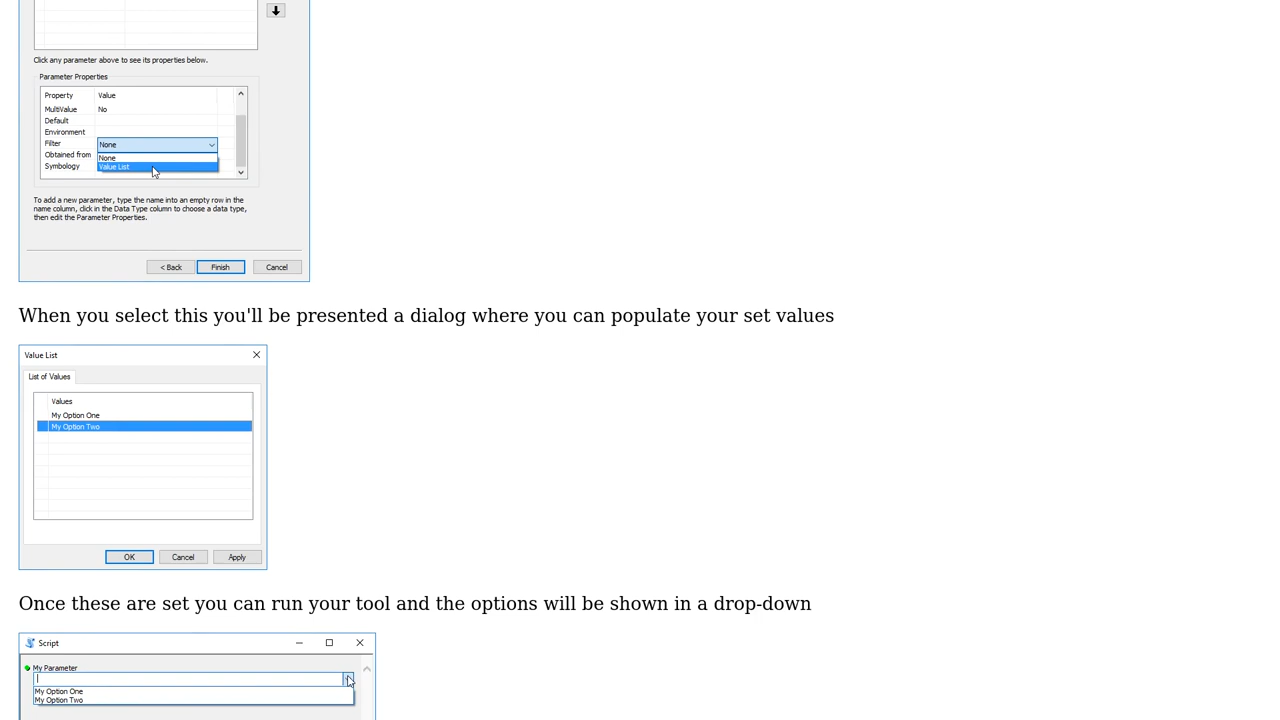 Click any parameter above to see its properties below.
Parameter Properties
Property Value
MultiValue No
Default
Environment
Filter None
Obtained from None
Symbology Value List
To add a new parameter, type the name into an empty row in the
name column, click in the Data Type column to choose a data type,
then edit the Parameter Properties.
< Back Finish Cancel
When you select this you'll be presented a dialog where you can populate your set values
Value List
List of Values
Values
My Option One
My Option Two
OK Cancel Apply
Once these are set you can run your tool and the options will be shown in a drop-down
Script
My Parameter
My Option One
My Option Two